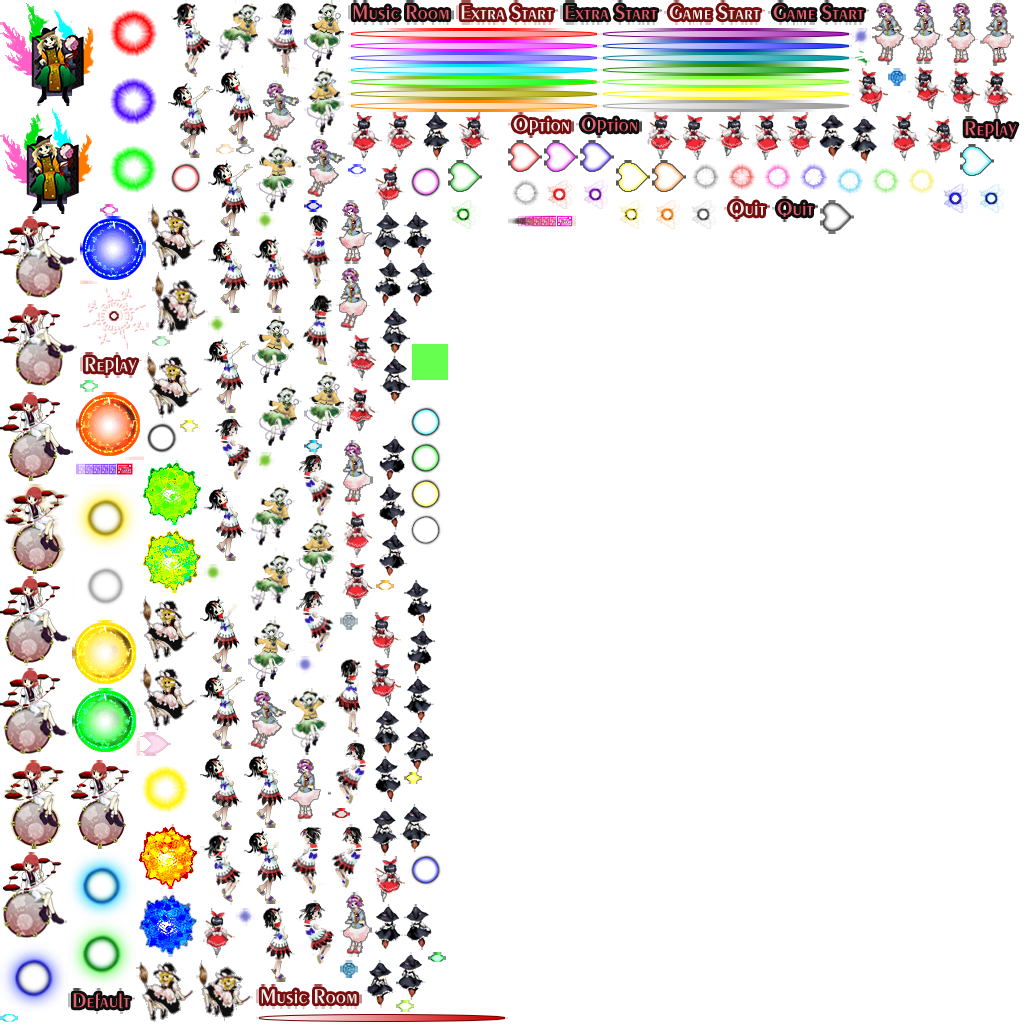 Music Room Extra Start Extra Start Game Start Game Start
Option Option Replay
Quit Quit
Replay
Default
Music Room